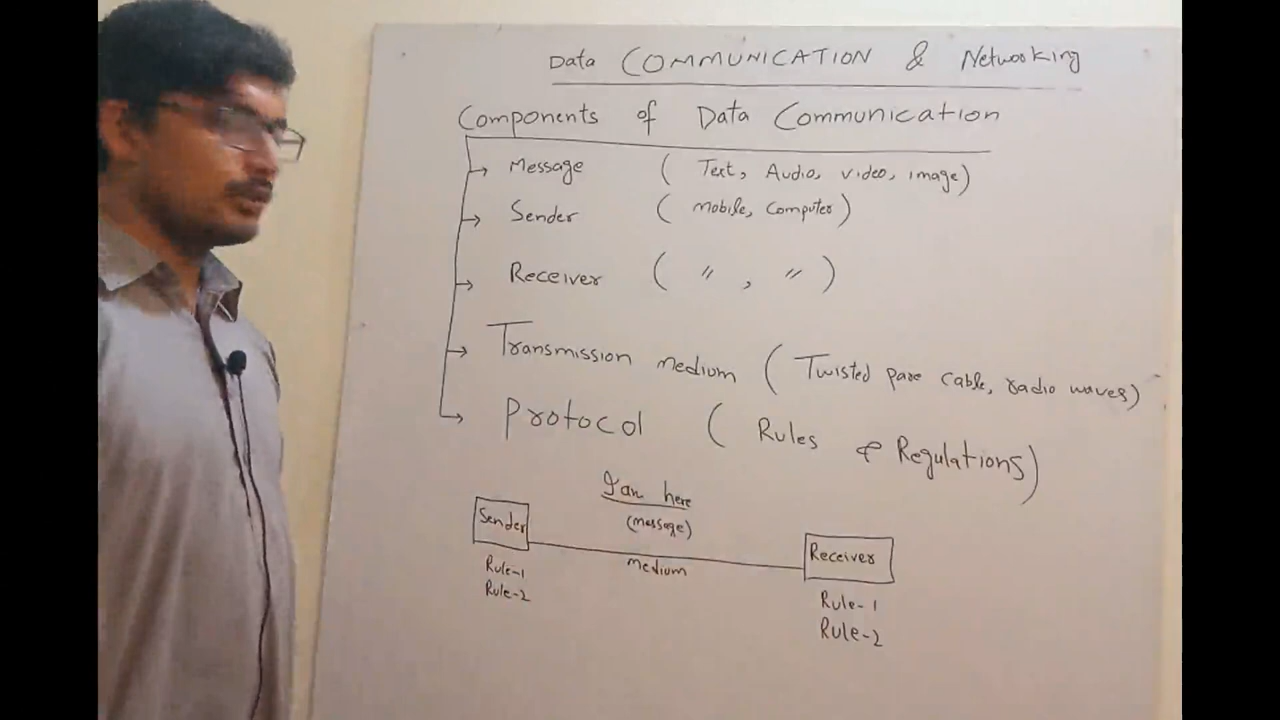 Data COMMUNICATION & Networking
Components of Data Communication
Message ( Text, Audio, video, image)
Sender ( mobile, Computer)
Receiver ( " , " )
Transmission medium ( Twisted pare cable, radio waves)
Protocol ( Rules & Regulations)
I am here
(message)
Sender
medium
Receiver
Rule-1
Rule-2
Rule-1
Rule-2